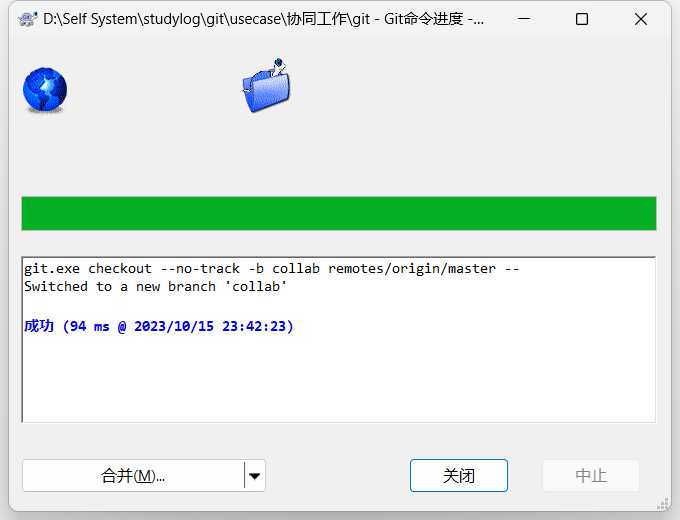 D:\Self System\studylog\git\usecase\协同工作\git - Git命令进度 -...
git.exe checkout --no-track -b collab remotes/origin/master --
Switched to a new branch 'collab'
成功 (94 ms @ 2023/10/15 23:42:23)
合并(M)...
关闭
中止